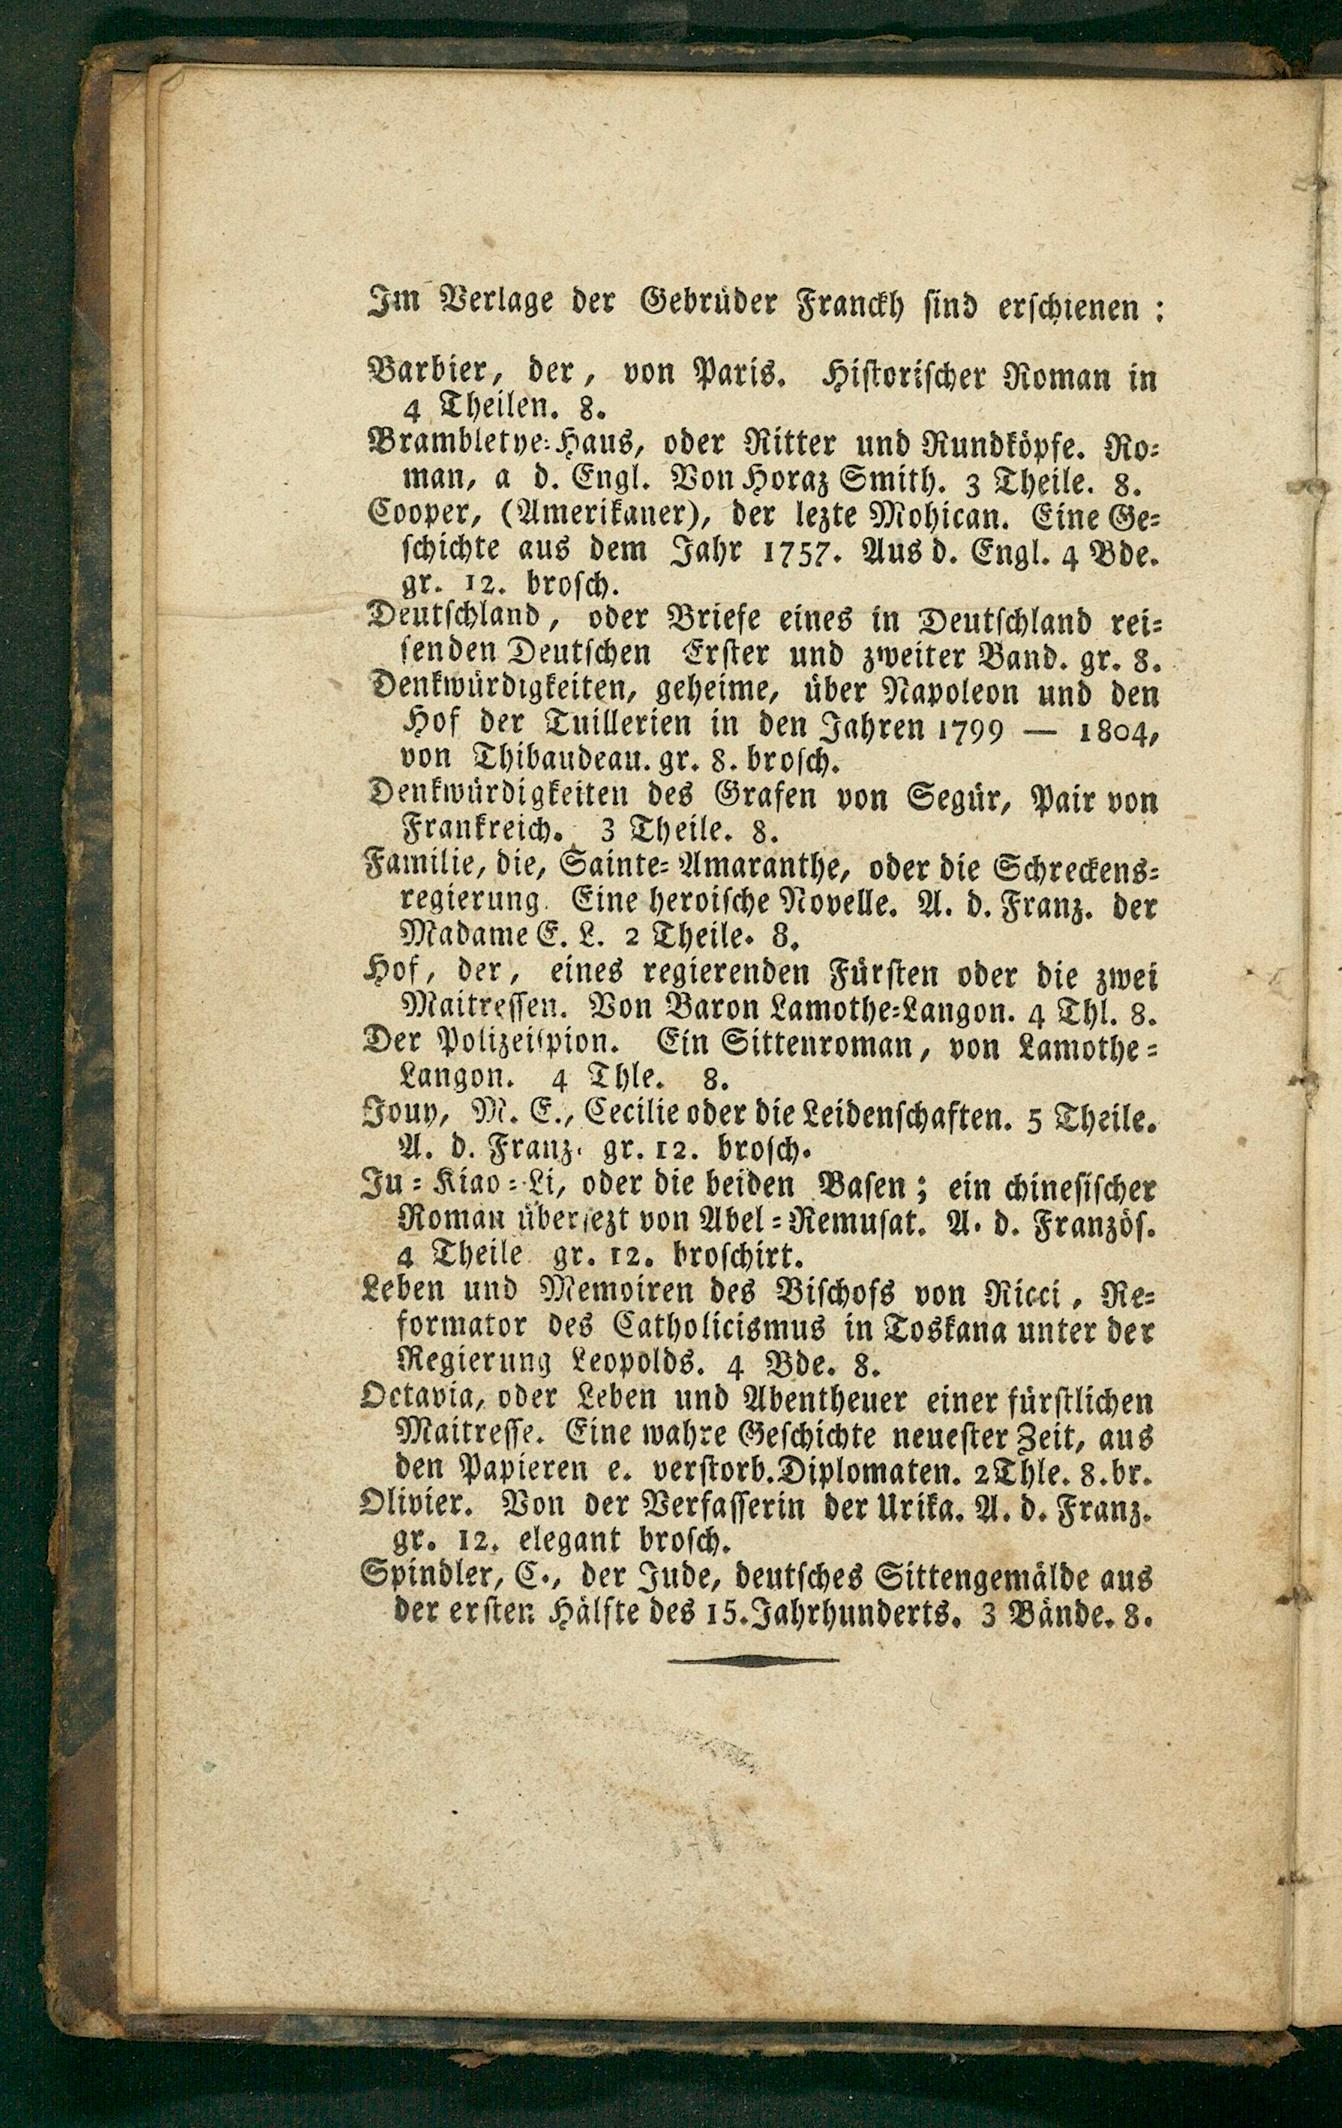 Im Verlage der Gebrüder Franckh sind erschienen :
Barbier, der, von Paris. Historischer Roman in
4 Theilen. 8.
Brambletye-Haus, oder Ritter und Rundköpfe. Ro-
man, a d. Engl. Von Horaz Smith. 3 Theile. 8.
Cooper, (Amerikaner), der lezte Mohican. Eine Ge-
schichte aus dem Jahr 1757. Aus d. Engl. 4 Bde.
gr. 12. brosch.
Deutschland, oder Briefe eines in Deutschland rei-
senden Deutschen Erster und zweiter Band. gr. 8.
Denkwürdigkeiten, geheime, über Napoleon und den
Hof der Tuillerien in den Jahren 1799 — 1804,
von Thibaudeau. gr. 8. brosch.
Denkwürdigkeiten des Grafen von Segür, Pair von
Frankreich. 3 Theile. 8.
Familie, die, Sainte-Amaranthe, oder die Schreckens-
regierung. Eine heroische Novelle. A. d. Franz. der
Madame E. L. 2 Theile. 8.
Hof, der, eines regierenden Fürsten oder die zwei
Maitressen. Von Baron Lamothe-Langon. 4 Thl. 8.
Der Polizeispion. Ein Sittenroman, von Lamothe-
Langon. 4 Thle. 8.
Jouy, M. E., Cecilie oder die Leidenschaften. 5 Theile.
A. d. Franz. gr. 12. brosch.
Ju-Kiao-Li, oder die beiden Basen; ein chinesischer
Roman übersezt von Abel-Remusat. A. d. Französ.
4 Theile gr. 12. broschirt.
Leben und Memoiren des Bischofs von Ricci, Re-
formator des Catholicismus in Toskana unter der
Regierung Leopolds. 4 Bde. 8.
Octavia, oder Leben und Abentheuer einer fürstlichen
Maitresse. Eine wahre Geschichte neuester Zeit, aus
den Papieren e. verstorb. Diplomaten. 2 Thle. 8. br.
Olivier. Von der Verfasserin der Urika. A. d. Franz.
gr. 12. elegant brosch.
Spindler, C., der Jude, deutsches Sittengemälde aus
der ersten Hälfte des 15. Jahrhunderts. 3 Bände. 8.